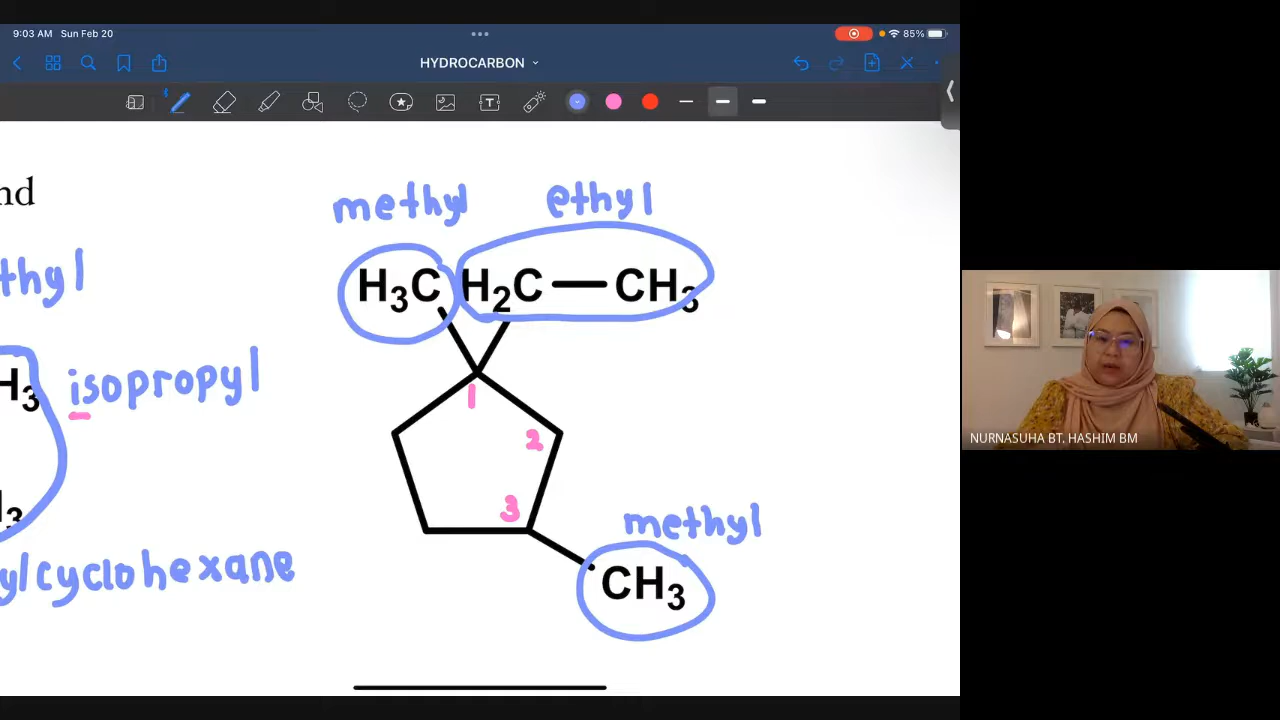 9:03 AM Sun Feb 20
85%
HYDROCARBON
nd
methyl ethyl
thyl
H3C H2C CH3
H3 isopropyl
1
2
3
methyl
ylcyclohexane
CH3
NURNASUHA BT. HASHIM BM